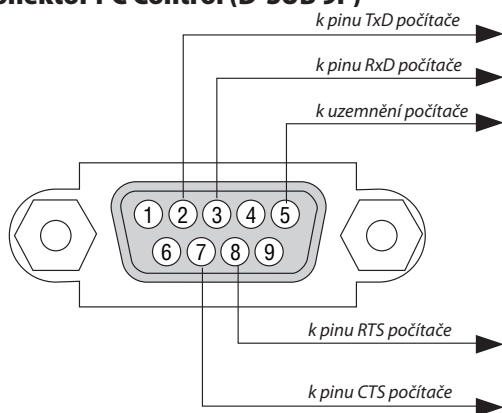 PC Control (D-SUB 9P)
k pinu TxD počítače
k pinu RxD počítače
k uzemnění počítače
1 2 3 4 5
6 7 8 9
k pinu RTS počítače
k pinu CTS počítače